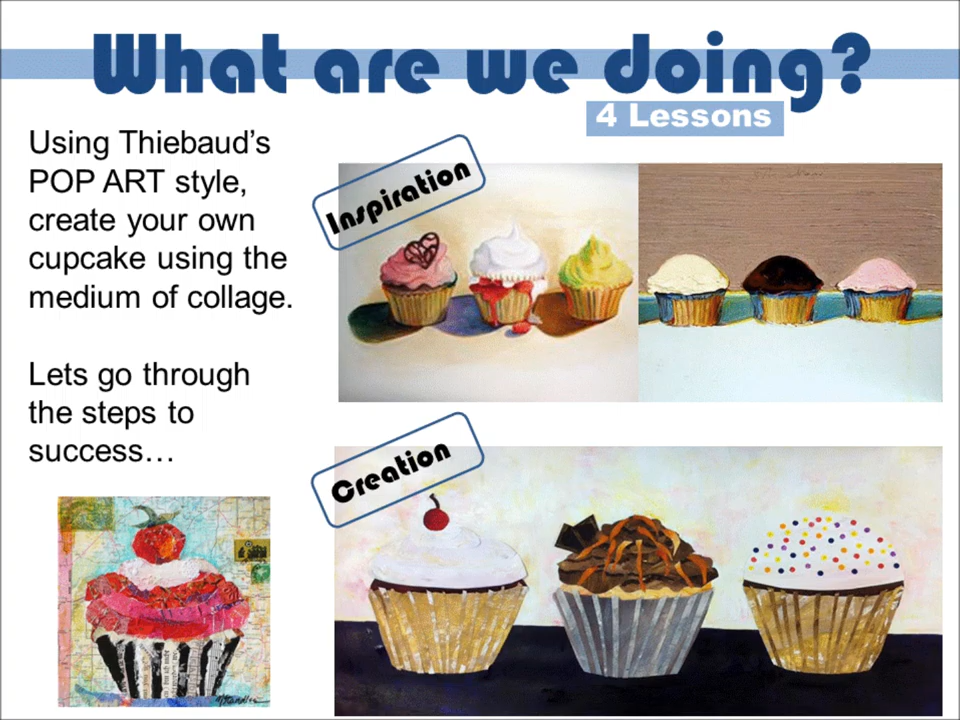 What are we doing?
4 Lessons
Using Thiebaud’s
POP ART style,
create your own
cupcake using the
medium of collage.
Lets go through
the steps to
success…
Inspiration
Creation